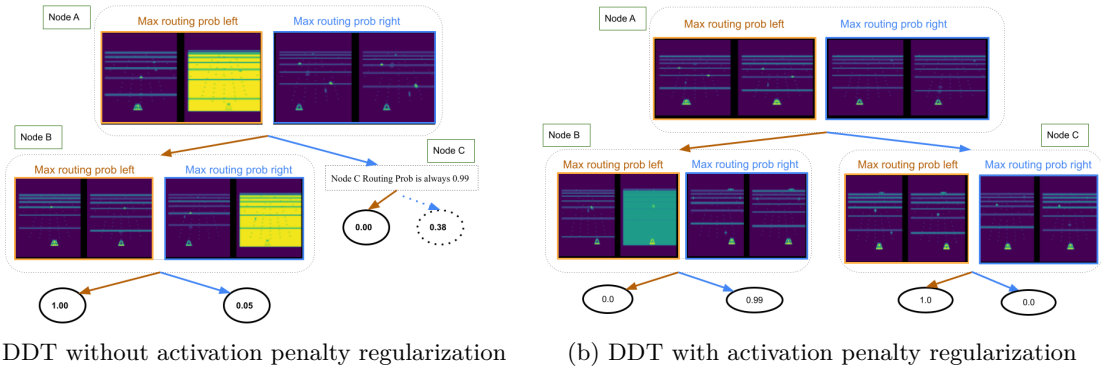 Node A
Max routing prob left
Max routing prob right
Node B
Node C
Max routing prob left
Max routing prob right
Node C Routing Prob is always 0.99
0.00
0.38
1.00
0.05
DDT without activation penalty regularization
Node A
Max routing prob left
Max routing prob right
Node B
Node C
Max routing prob left
Max routing prob right
Max routing prob left
Max routing prob right
0.0
0.99
1.0
0.0
(b) DDT with activation penalty regularization